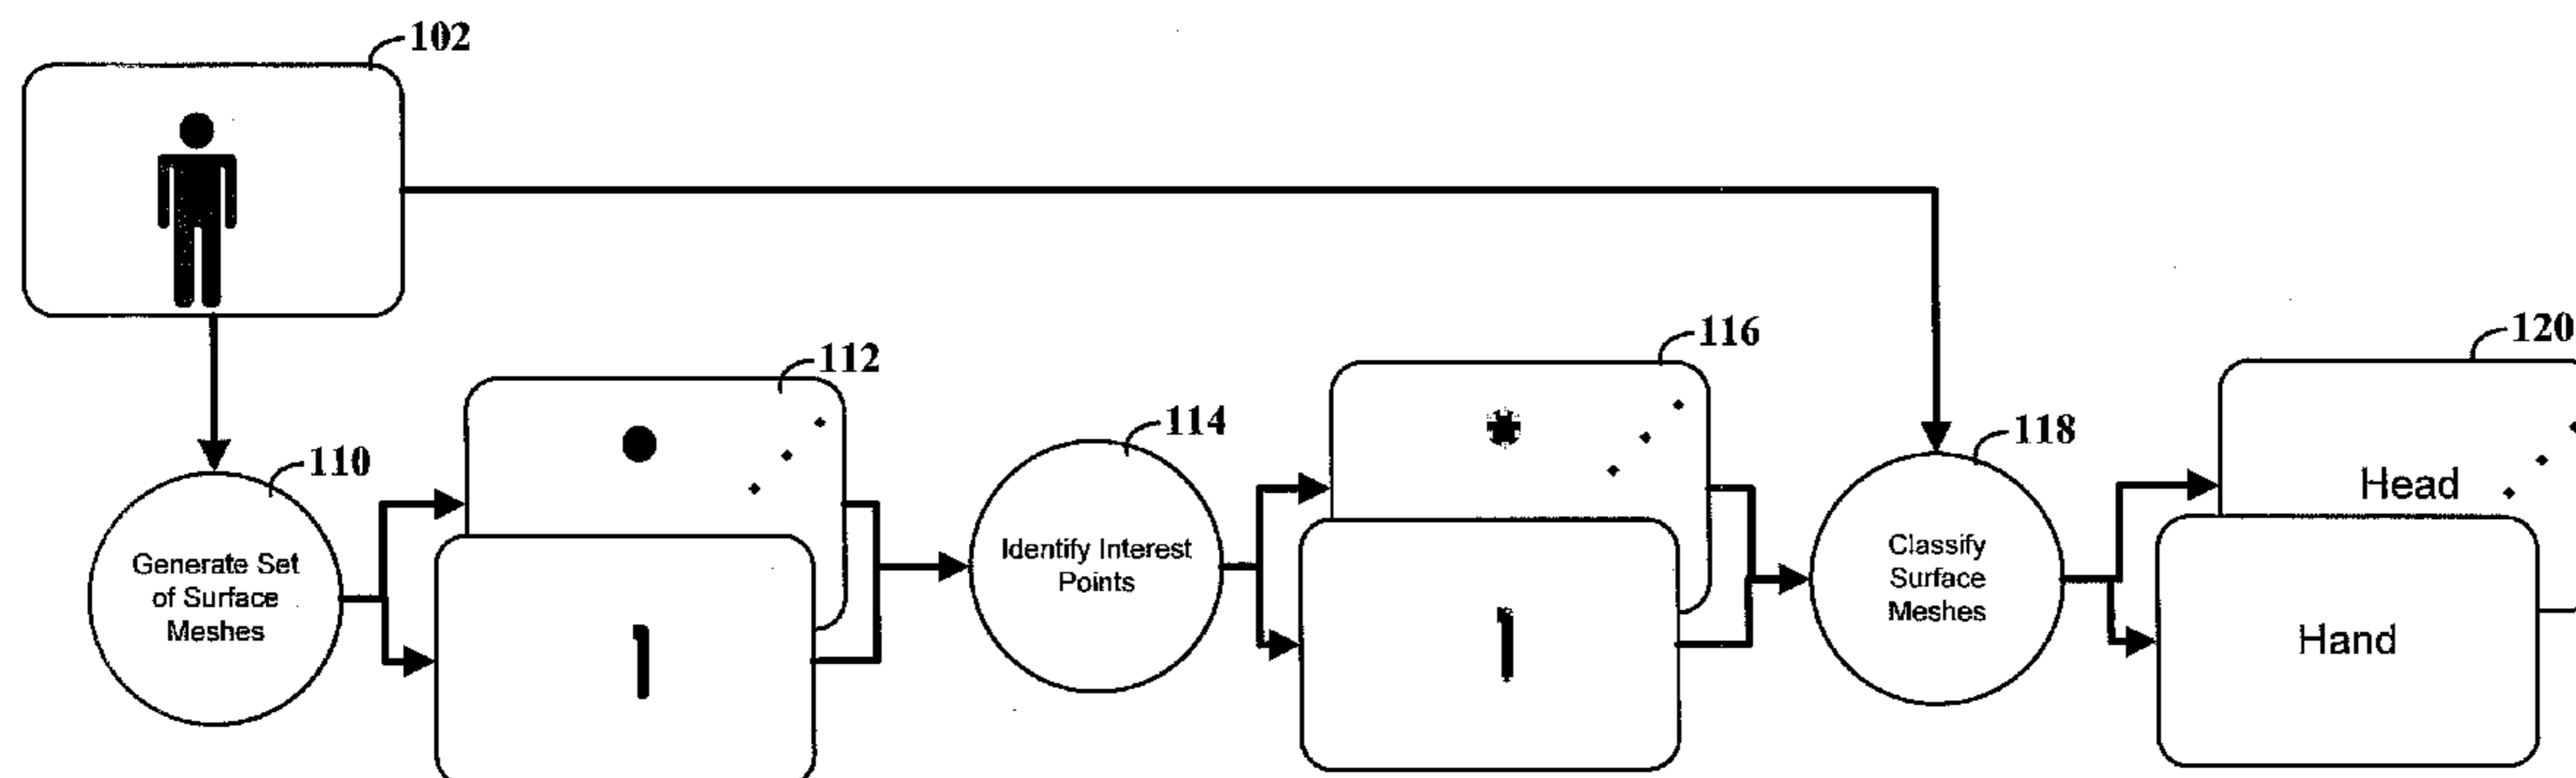 102
112
116
120
110
114
118
Generate Set
of Surface
Meshes
Identify Interest
Points
Classify
Surface
Meshes
Head
Hand